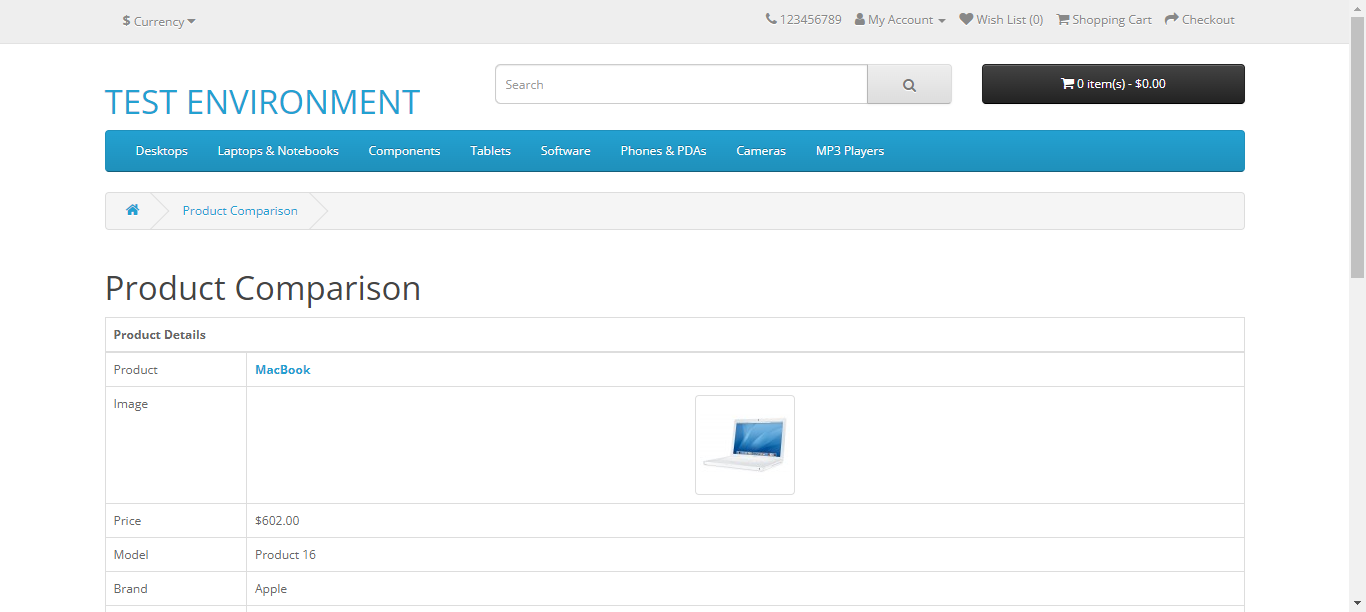 $ Currency
123456789 My Account Wish List (0) Shopping Cart Checkout
TEST ENVIRONMENT
Search
0 item(s) - $0.00
Desktops Laptops & Notebooks Components Tablets Software Phones & PDAs Cameras MP3 Players
Product Comparison
Product Comparison
Product Details
Product MacBook
Image
Price $602.00
Model Product 16
Brand Apple